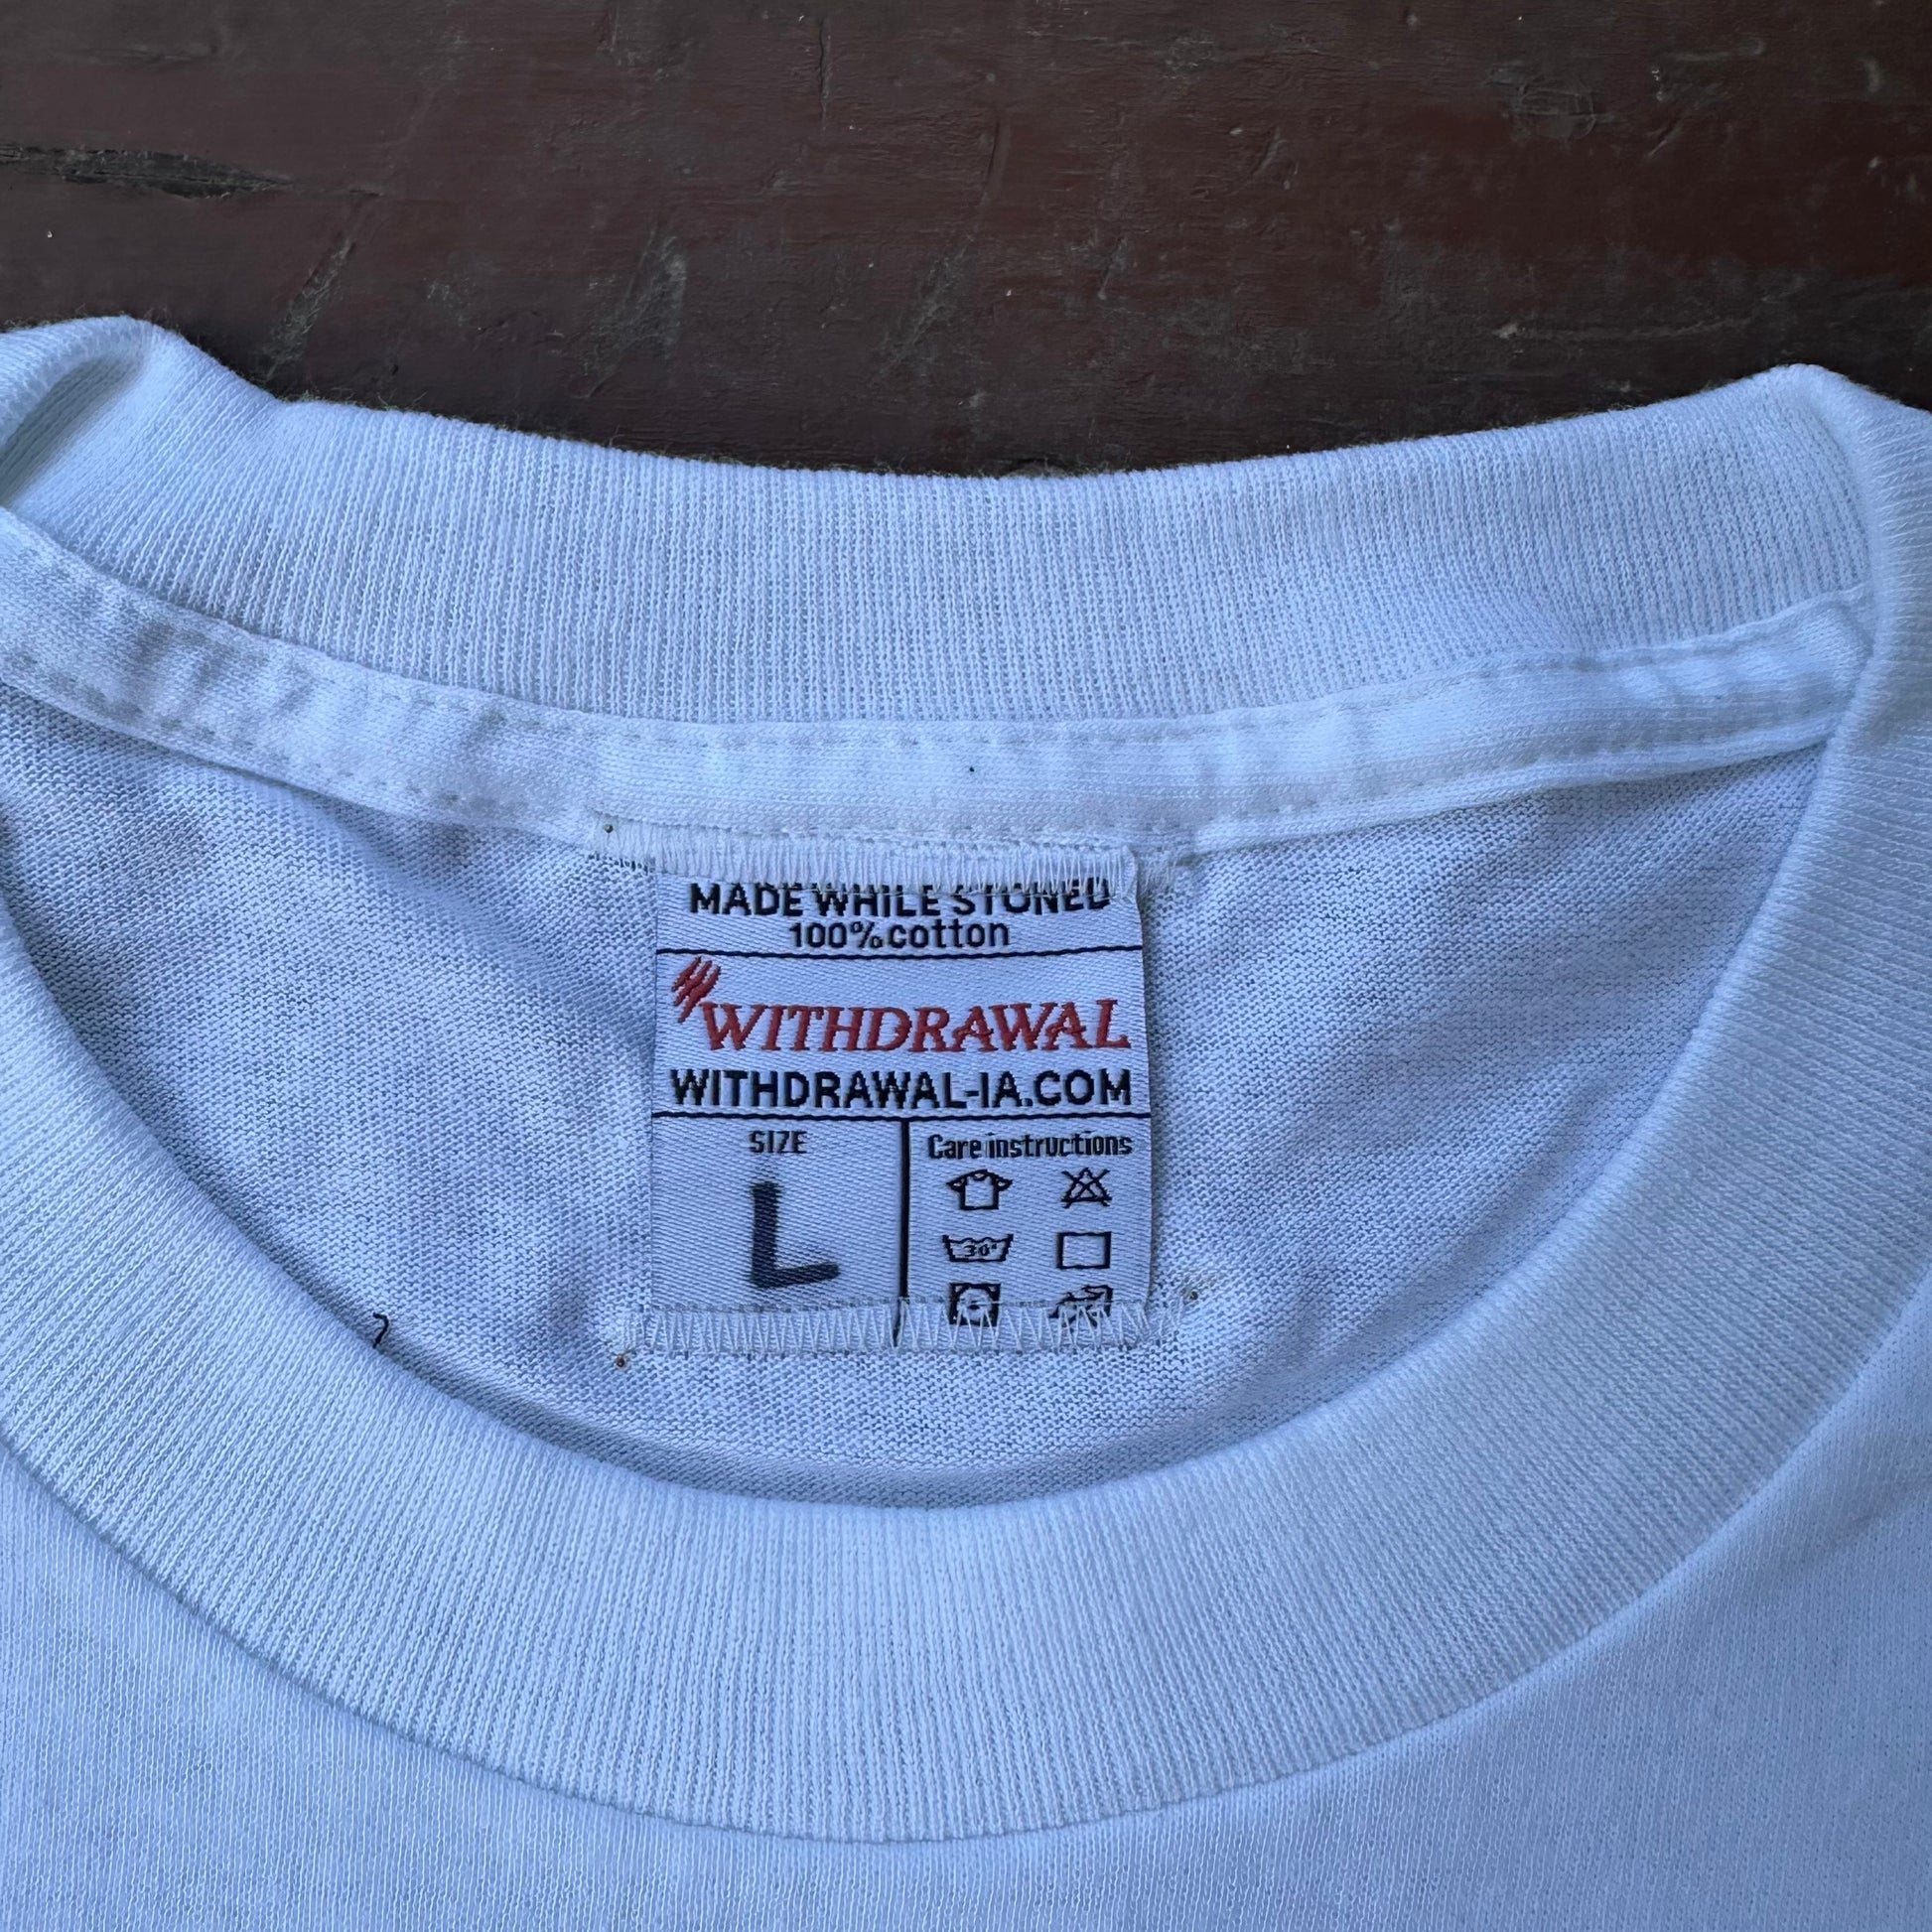 MADE WHILE STONED
100% cotton
WITHDRAWAL
WITHDRAWAL-IA.COM
SIZE
L
Care instructions
30°